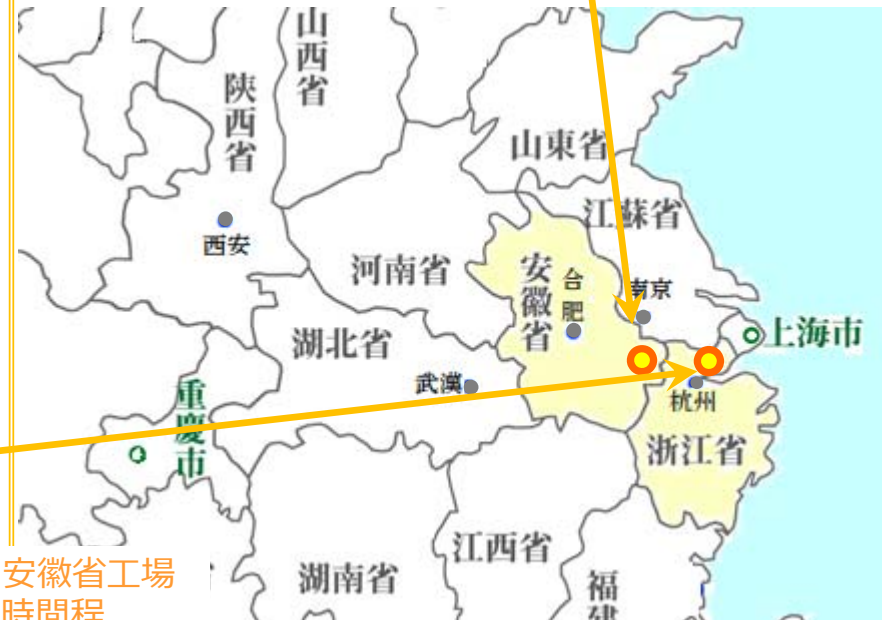 山西省
陕西省
山東省
江蘇省
西安
河南省
安徽省
合肥
南京
上海市
湖北省
武漢
杭州
重慶市
浙江省
江西省
湖南省
福建
安徽省工場
時間程